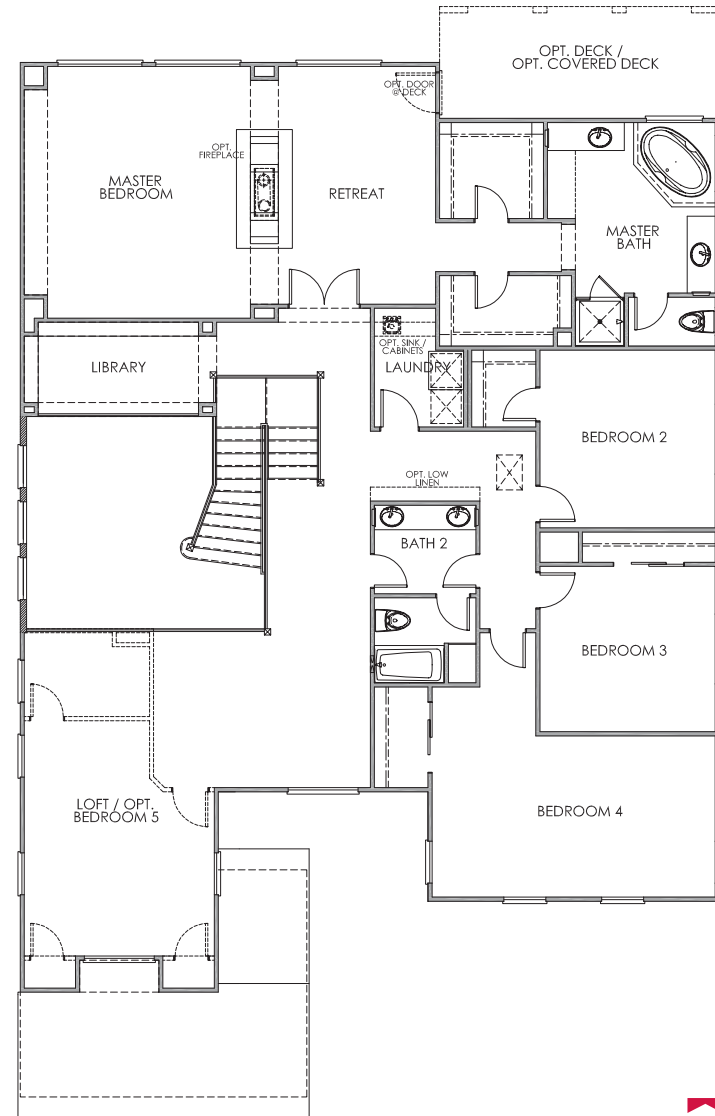 OPT. DECK /
OPT. COVERED DECK
OPT. DOOR
@ DECK
OPT.
FIREPLACE
MASTER
BEDROOM
RETREAT
MASTER
BATH
OPT. SINK /
CABINETS
LIBRARY
LAUNDRY
BEDROOM 2
OPT. LOW
LINEN
BATH 2
BEDROOM 3
LOFT / OPT.
BEDROOM 5
BEDROOM 4